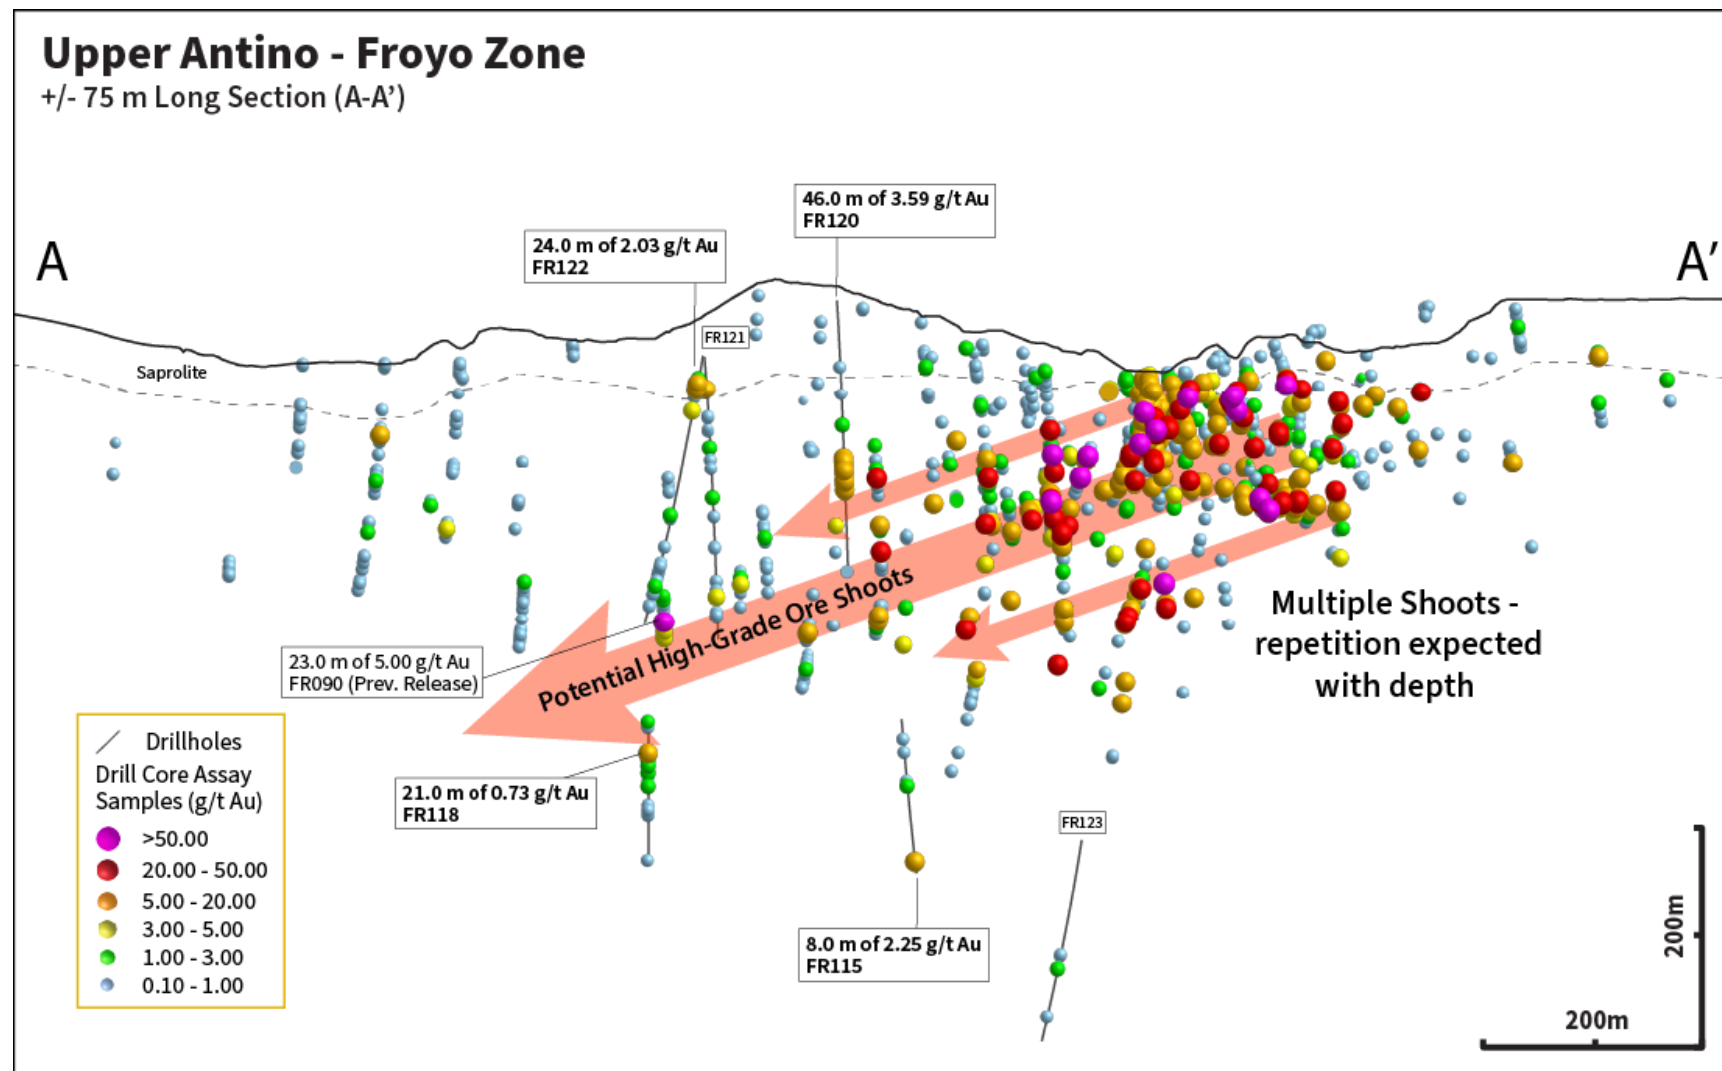 Upper Antino - Froyo Zone
+/- 75 m Long Section (A-A’)
46.0 m of 3.59 g/t Au
FR120
24.0 m of 2.03 g/t Au
FR122
A
A’
FR121
Saprolite
Potential High-Grade Ore Shoots
Multiple Shoots -
repetition expected
with depth
23.0 m of 5.00 g/t Au
FR090 (Prev. Release)
21.0 m of 0.73 g/t Au
FR118
FR123
8.0 m of 2.25 g/t Au
FR115
Drillholes
Drill Core Assay
Samples (g/t Au)
>50.00
20.00 - 50.00
5.00 - 20.00
3.00 - 5.00
1.00 - 3.00
0.10 - 1.00
200m
200m